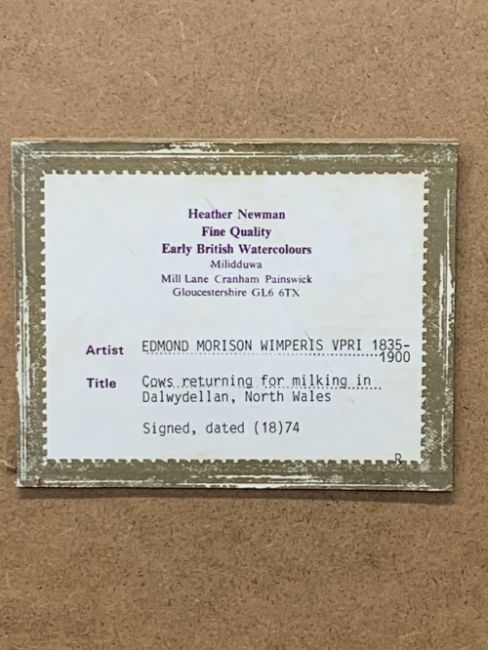 Heather Newman
Fine Quality
Early British Watercolours
Milidduwa
Mill Lane Cranham Painswick
Gloucestershire GL6 6TX
Artist EDMOND MORISON WIMPERIS VPRI 1835-
1900
Title Cows returning for milking in
Dalwydellan, North Wales
Signed, dated (18)74
R